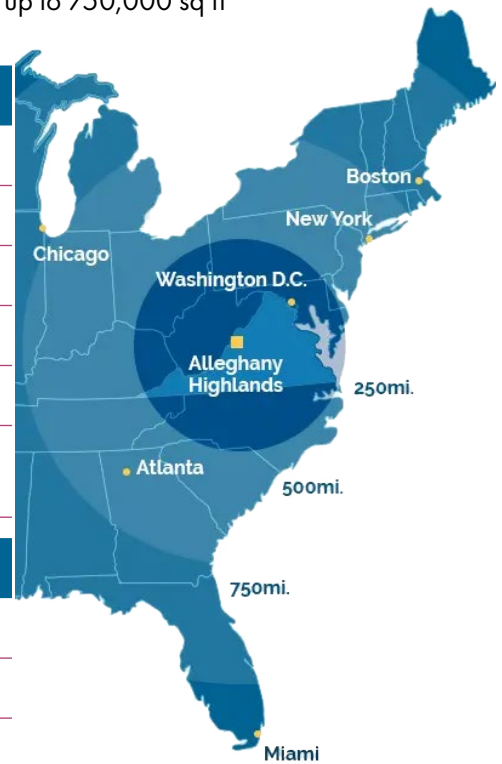 up to 750,000 sq ft
Boston
New York
Chicago
Washington D.C.
Alleghany
Highlands
250mi.
Atlanta
500mi.
750mi.
Miami